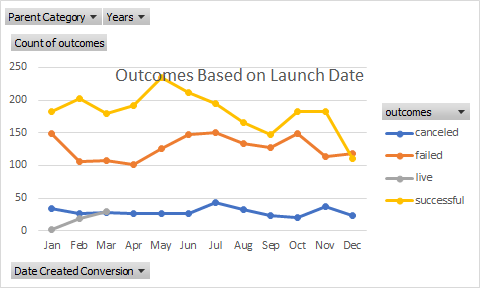 Parent Category Years
Count of outcomes
Outcomes Based on Launch Date
250
200
150
100
50
0
Jan Feb Mar Apr May Jun Jul Aug Sep Oct Nov Dec
outcomes
canceled
failed
live
successful
Date Created Conversion